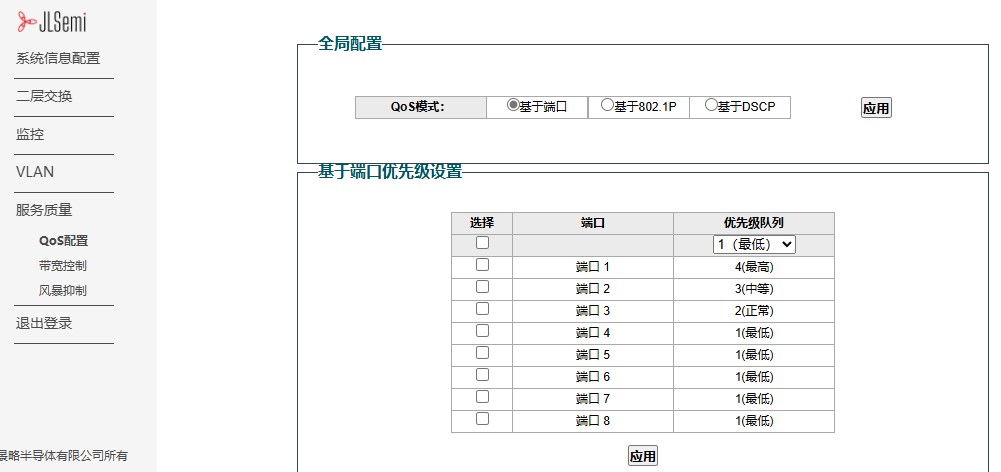 JLSemi
系统信息配置
二层交换
监控
VLAN
服务质量
QoS配置
带宽控制
风暴抑制
退出登录
景略半导体有限公司所有
全局配置
QoS模式: 基于端口 基于802.1P 基于DSCP 应用
基于端口优先级设置
选择 端口 优先级队列
1（最低）
端口 1 4(最高)
端口 2 3(中等)
端口 3 2(正常)
端口 4 1(最低)
端口 5 1(最低)
端口 6 1(最低)
端口 7 1(最低)
端口 8 1(最低)
应用